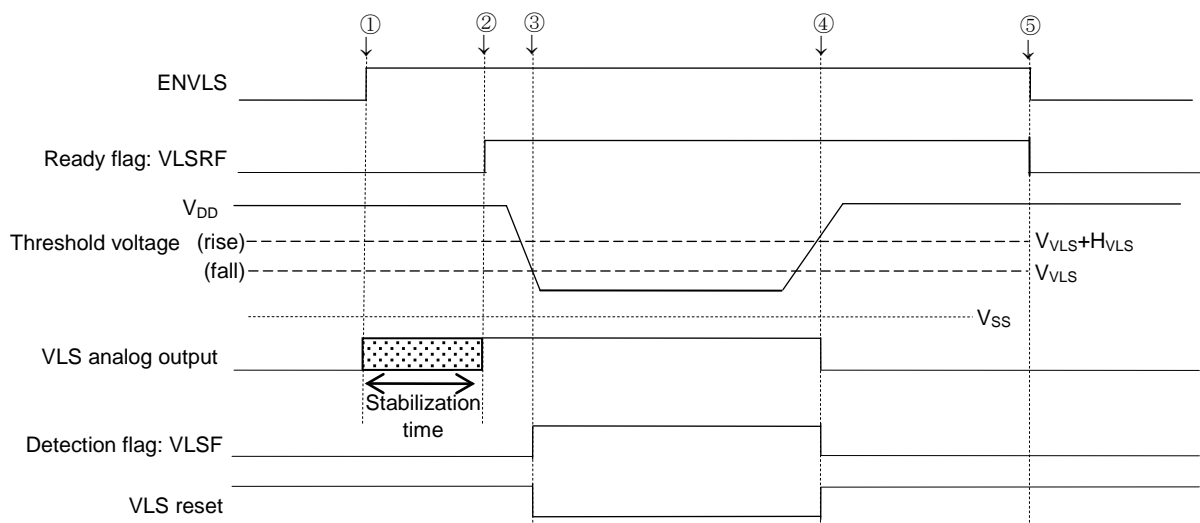 ① ② ③ ④ ⑤
ENVLS
Ready flag: VLSRF
VDD
Threshold voltage (rise) VVLS+HVLS
(fall) VVLS
VSS
VLS analog output
Stabilization
time
Detection flag: VLSF
VLS reset